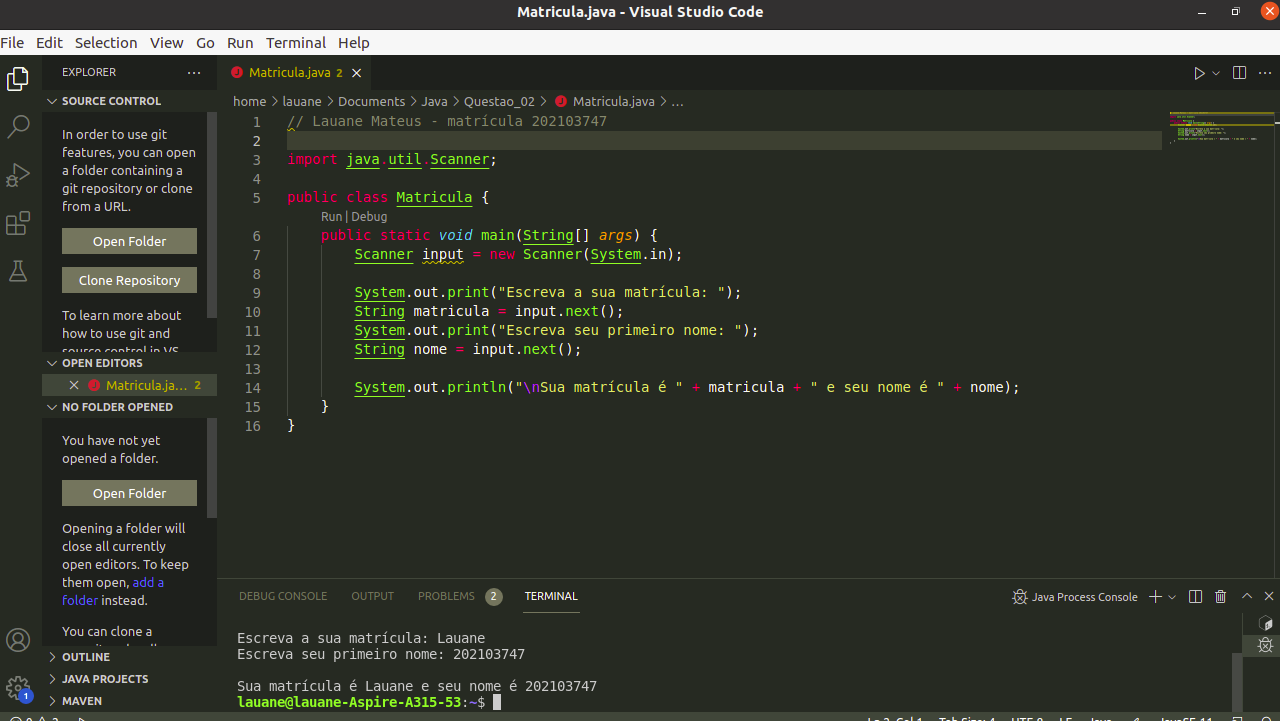 Matricula.java - Visual Studio Code
File Edit Selection View Go Run Terminal Help
EXPLORER
SOURCE CONTROL
In order to use git
features, you can open
a folder containing a
git repository or clone
from a URL.
Open Folder
Clone Repository
To learn more about
how to use git and
source control in VS
OPEN EDITORS
Matricula.ja... 2
NO FOLDER OPENED
You have not yet
opened a folder.
Open Folder
Opening a folder will
close all currently
open editors. To keep
them open, add a
folder instead.
You can clone a
OUTLINE
JAVA PROJECTS
MAVEN
1
Matricula.java 2
home > lauane > Documents > Java > Questao_02 > Matricula.java > ...
1 // Lauane Mateus - matrícula 202103747
2
3 import java.util.Scanner;
4
5 public class Matricula {
Run | Debug
6 public static void main(String[] args) {
7 Scanner input = new Scanner(System.in);
8
9 System.out.print("Escreva a sua matrícula: ");
10 String matricula = input.next();
11 System.out.print("Escreva seu primeiro nome: ");
12 String nome = input.next();
13
14 System.out.println("\nSua matrícula é " + matricula + " e seu nome é " + nome);
15 }
16 }
DEBUG CONSOLE OUTPUT PROBLEMS 2 TERMINAL
Java Process Console
Escreva a sua matrícula: Lauane
Escreva seu primeiro nome: 202103747
Sua matrícula é Lauane e seu nome é 202103747
lauane@lauane-Aspire-A315-53:~$